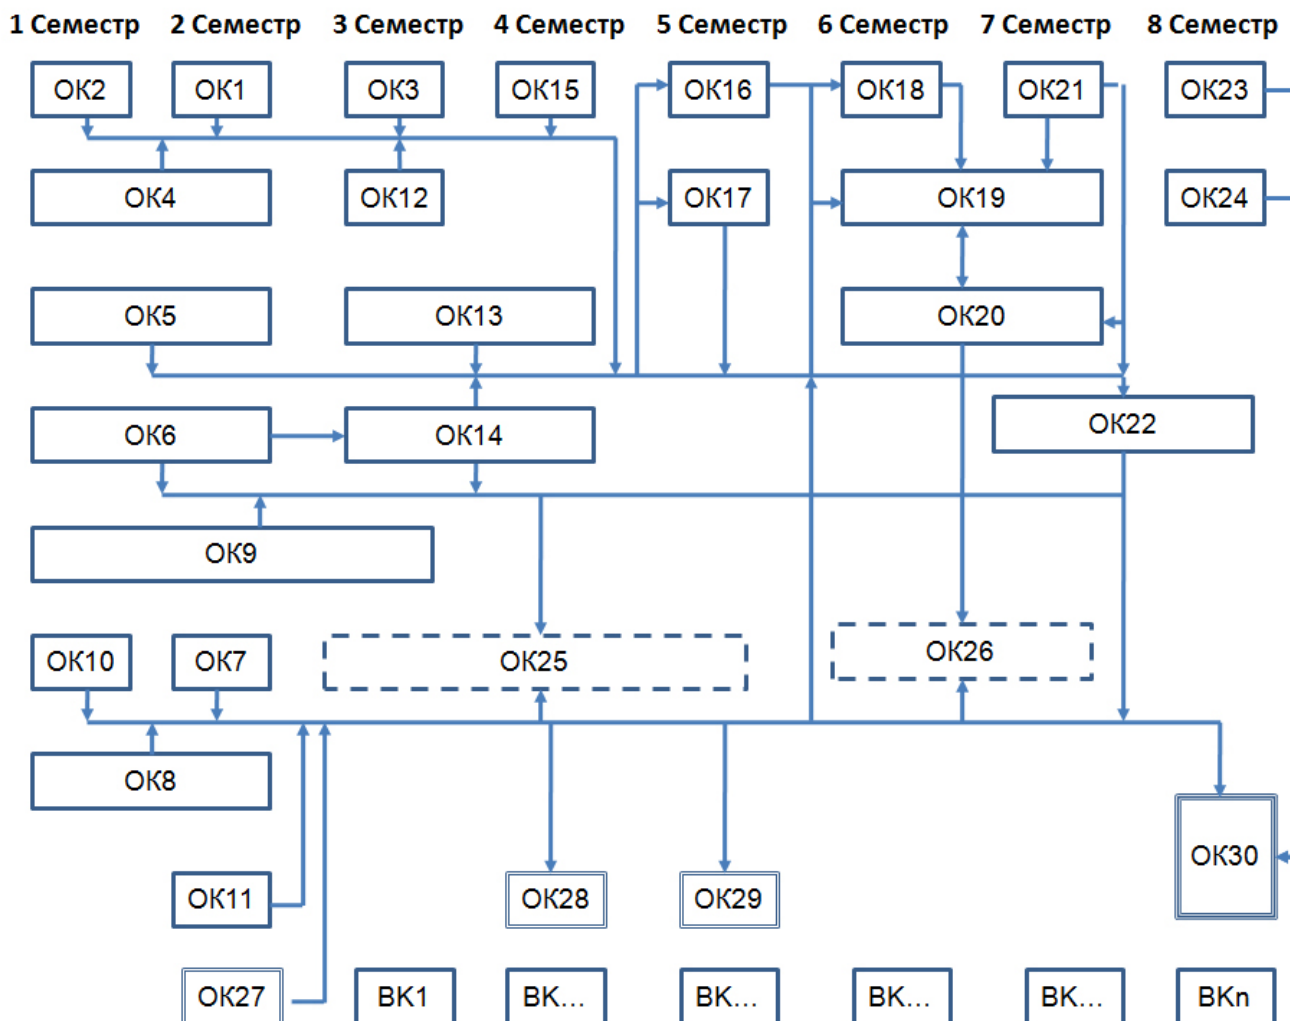 1 Семестр 2 Семестр 3 Семестр 4 Семестр 5 Семестр 6 Семестр 7 Семестр 8 Семестр
ОК2 ОК1 ОК3 ОК15 ОК16 ОК18 ОК21 ОК23
ОК4 ОК12 ОК17 ОК19 ОК24
ОК5 ОК13 ОК20
ОК6 ОК14 ОК22
ОК9
ОК10 ОК7 ОК25 ОК26
ОК8
ОК30
ОК11 ОК28 ОК29
ОК27 ВК1 ВК... ВК... ВК... ВК... ВКn